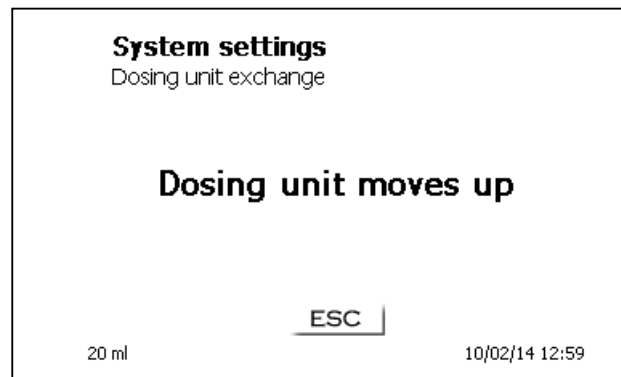 System settings
Dosing unit exchange
Dosing unit moves up
ESC
20 ml 10/02/14 12:59